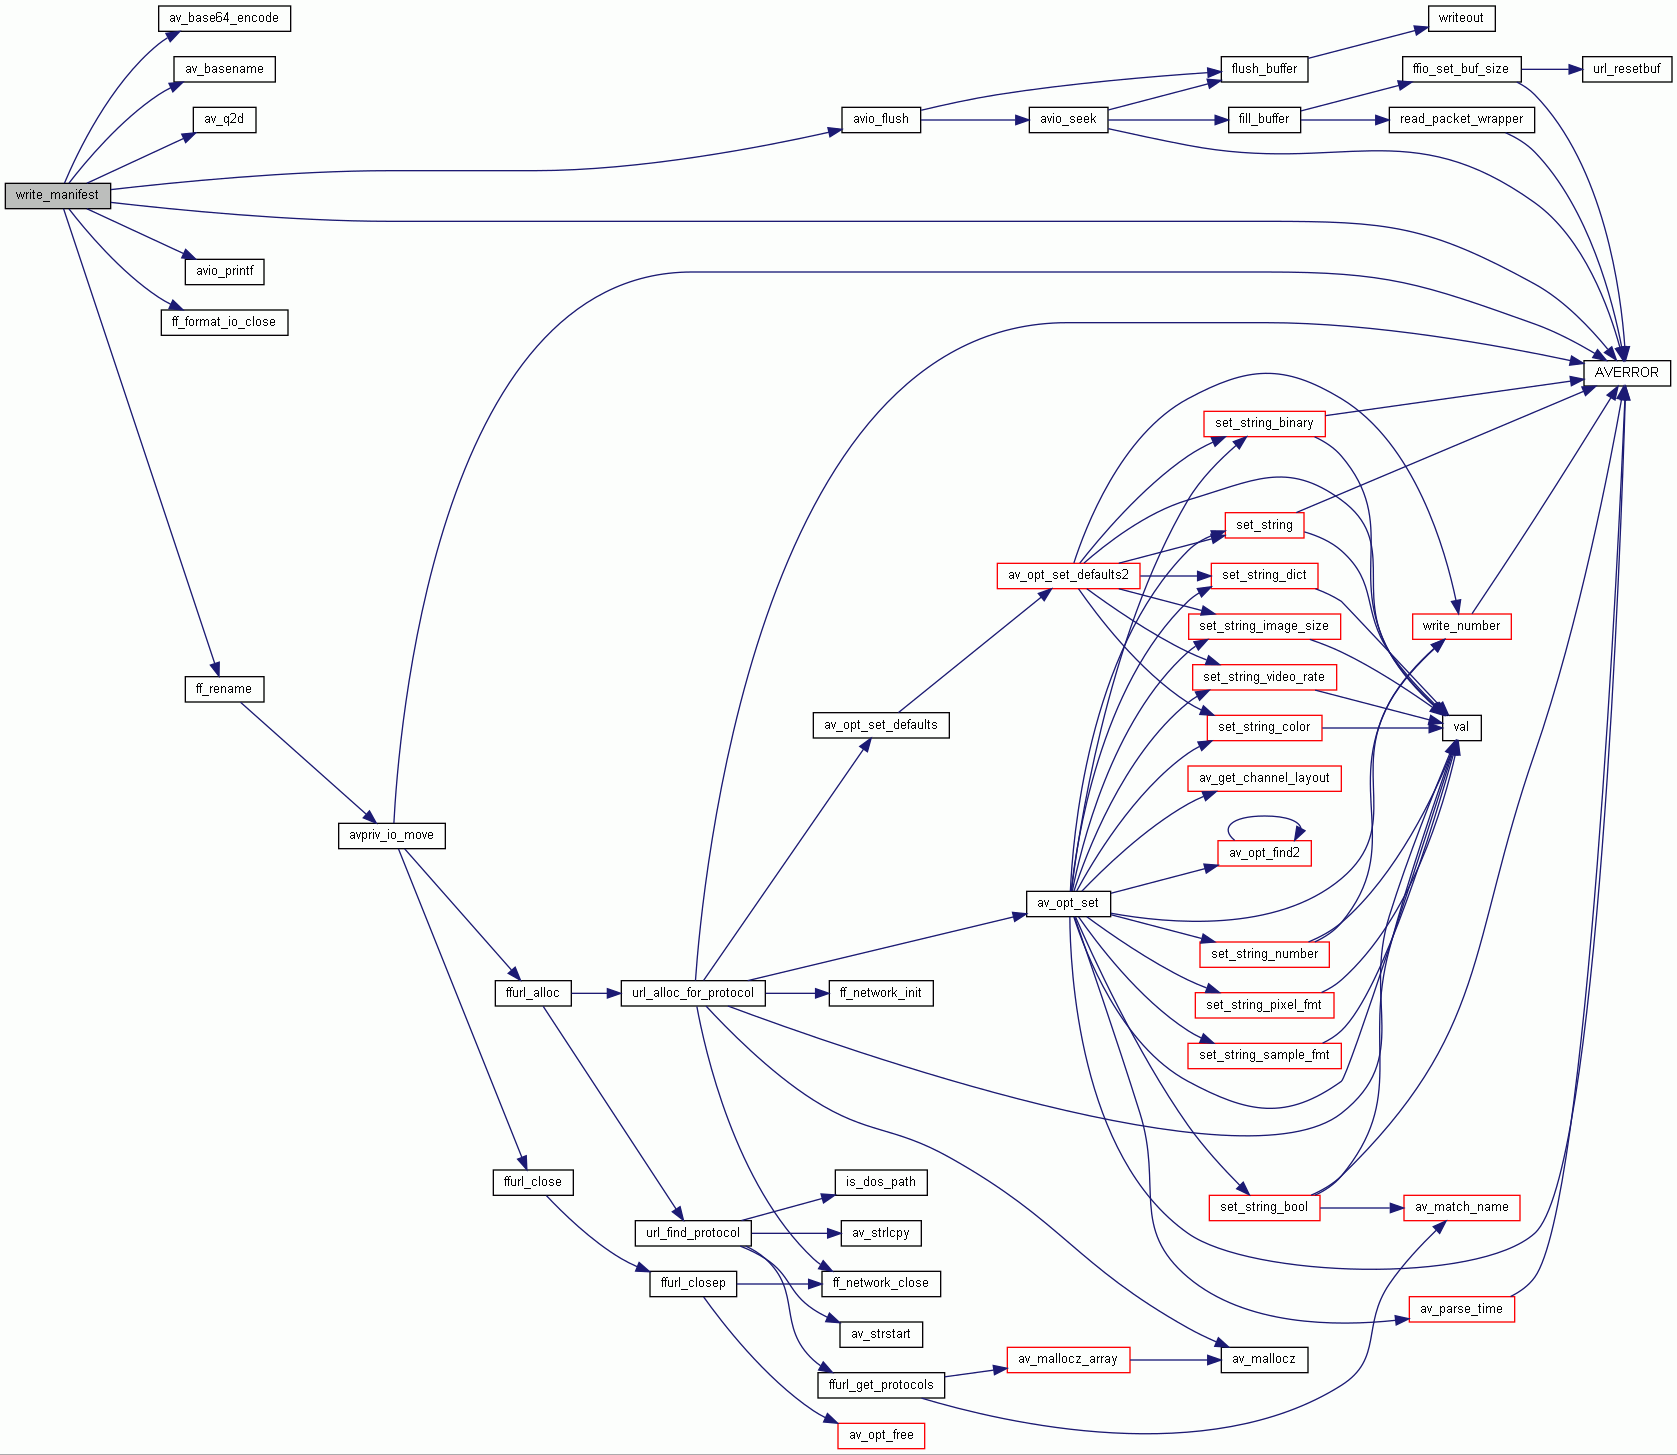 av_base64_encode
writeout
av_basename
flush_buffer
ffio_set_buf_size
url_resetbuf
av_q2d
avio_flush
avio_seek
fill_buffer
read_packet_wrapper
write_manifest
avio_printf
ff_format_io_close
AVERROR
set_string_binary
set_string
av_opt_set_defaults2
set_string_dict
set_string_image_size
write_number
ff_rename
set_string_video_rate
av_opt_set_defaults
set_string_color
val
av_get_channel_layout
avpriv_io_move
av_opt_find2
av_opt_set
set_string_number
ffurl_alloc
url_alloc_for_protocol
ff_network_init
set_string_pixel_fmt
set_string_sample_fmt
ffurl_close
is_dos_path
set_string_bool
av_match_name
url_find_protocol
av_strlcpy
ffurl_closep
ff_network_close
av_parse_time
av_strstart
av_mallocz_array
av_mallocz
ffurl_get_protocols
av_opt_free